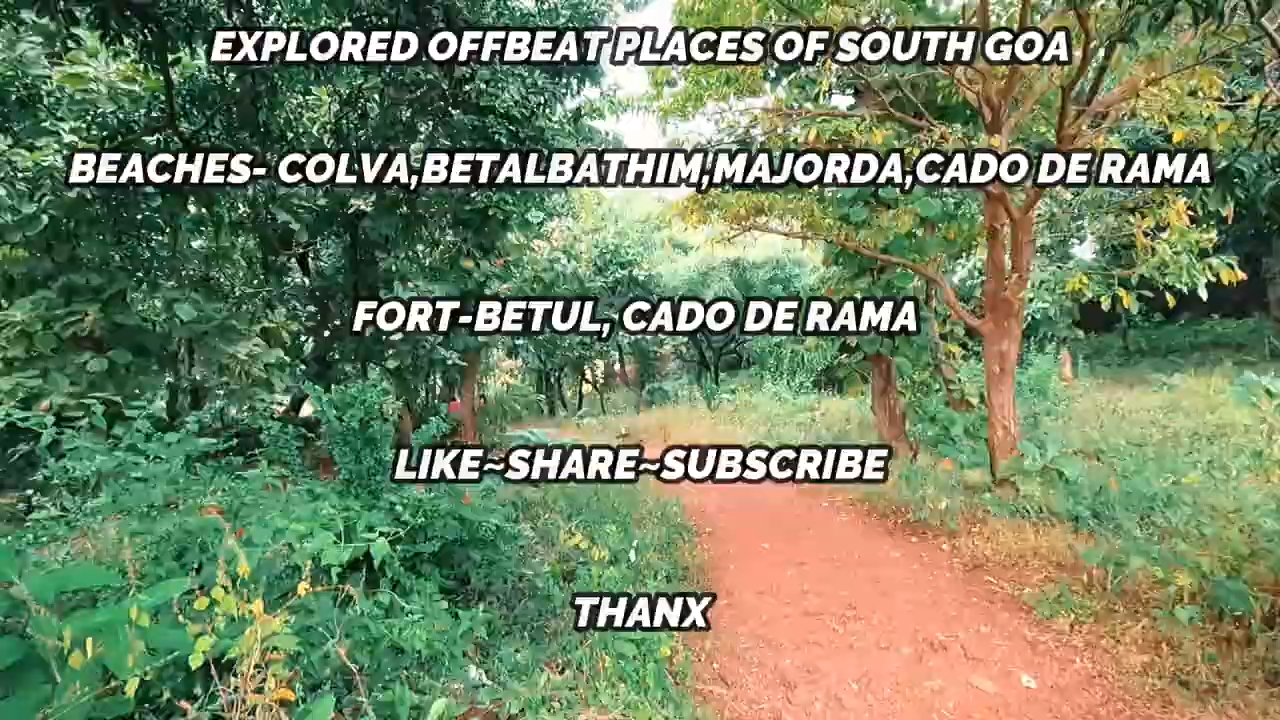 EXPLORED OFFBEAT PLACES OF SOUTH GOA
BEACHES- COLVA,BETALBATHIM,MAJORDA,CADO DE RAMA
FORT-BETUL, CADO DE RAMA
LIKE~SHARE~SUBSCRIBE
THANX